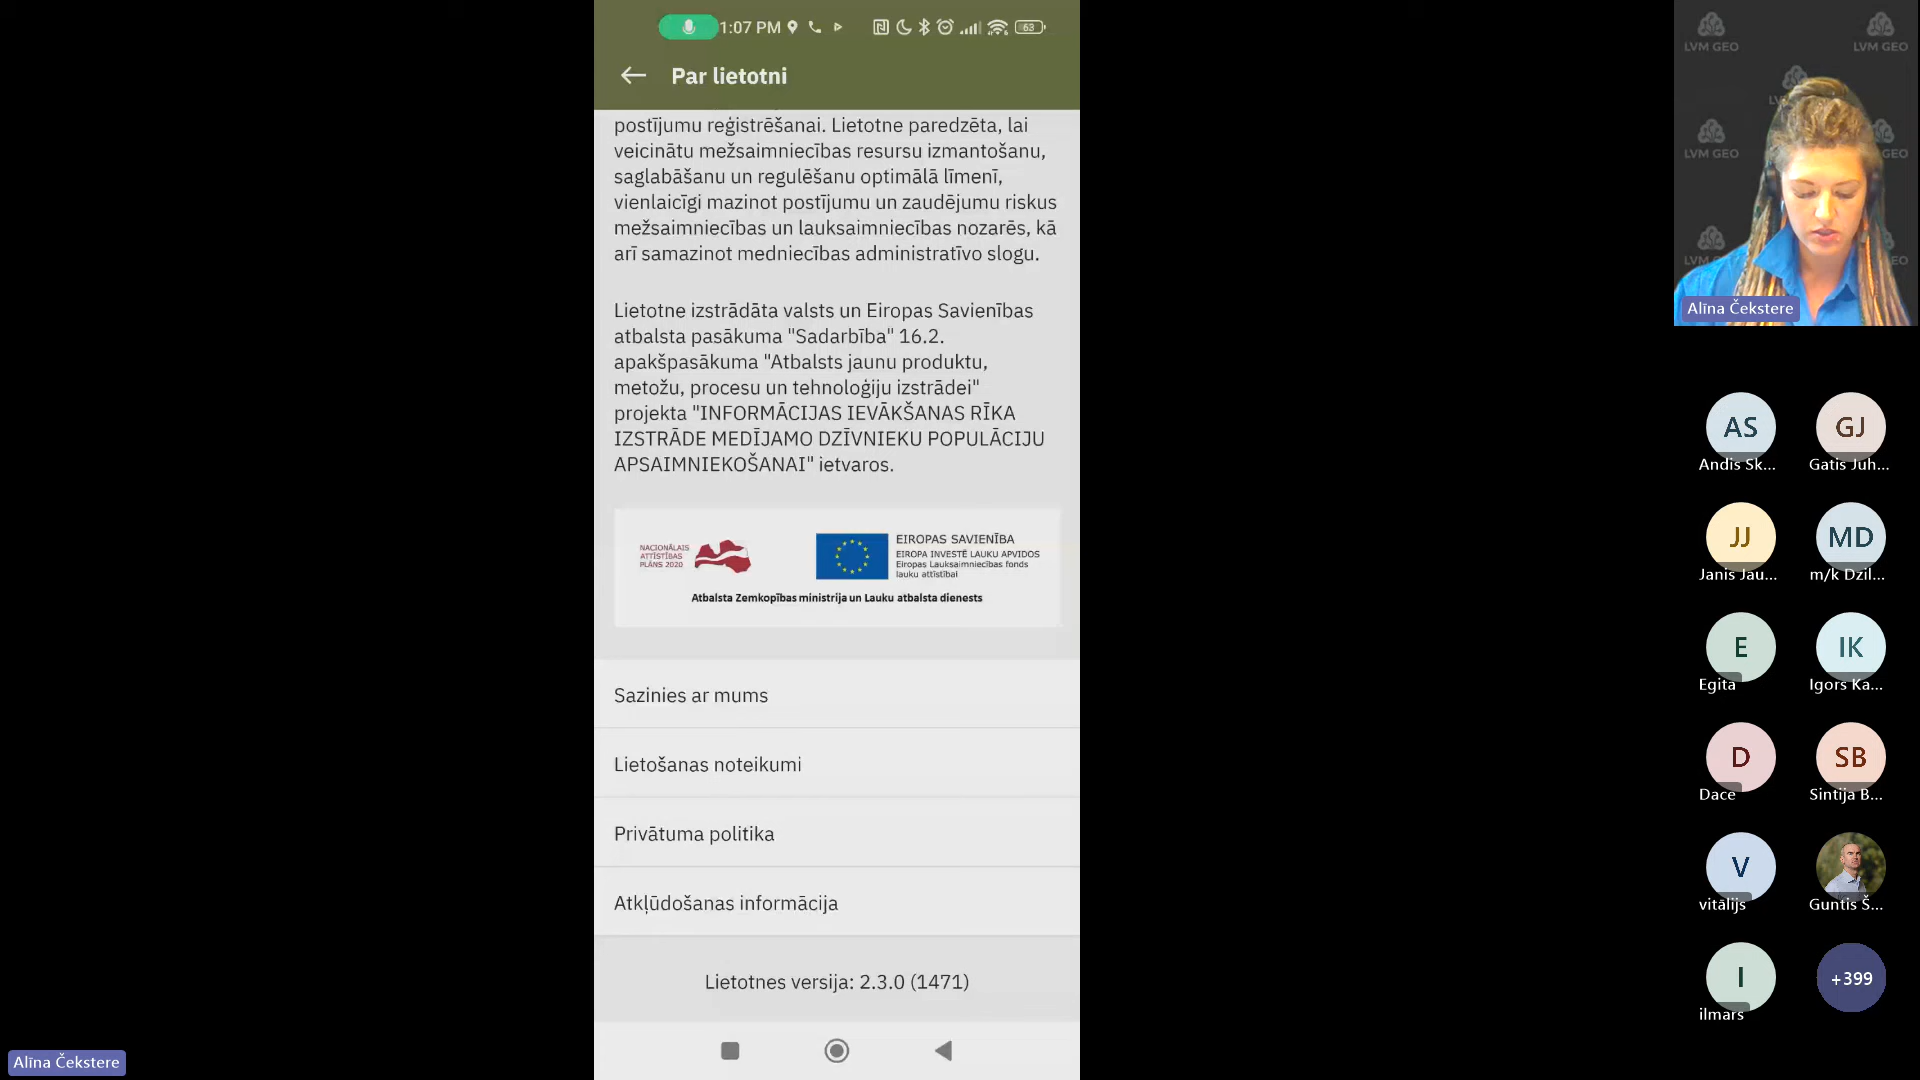 1:07 PM
63
Par lietotni
postījumu reģistrēšanai. Lietotne paredzēta, lai
veicinātu mežsaimniecības resursu izmantošanu,
saglabāšanu un regulēšanu optimālā līmenī,
vienlaicīgi mazinot postījumu un zaudējumu riskus
mežsaimniecības un lauksaimniecības nozarēs, kā
arī samazinot medniecības administratīvo slogu.
Lietotne izstrādāta valsts un Eiropas Savienības
atbalsta pasākuma "Sadarbība" 16.2.
apakšpasākuma "Atbalsts jaunu produktu,
metožu, procesu un tehnoloģiju izstrādei"
projekta "INFORMĀCIJAS IEVĀKŠANAS RĪKA
IZSTRĀDE MEDĪJAMO DZĪVNIEKU POPULĀCIJU
APSAIMNIEKOŠANAI" ietvaros.
NACIONĀLAIS
ATTĪSTĪBAS
PLĀNS 2020
EIROPAS SAVIENĪBA
EIROPA INVESTĒ LAUKU APVIDOS
Eiropas Lauksaimniecības fonds
lauku attīstībai
Atbalsta Zemkopības ministrija un Lauku atbalsta dienests
Sazinies ar mums
Lietošanas noteikumi
Privātuma politika
Atkļūdošanas informācija
Lietotnes versija: 2.3.0 (1471)
Alīna Čekstere
LVM GEO
LVM GEO
LVM GEO
GEO
Alīna Čekstere
AS
Andis Sk...
GJ
Gatis Juh...
JJ
Janis Jau...
MD
m/k Dzil...
E
Egita
IK
Igors Ka...
D
Dace
SB
Sintija B...
V
vitālijs
Guntis Š...
I
ilmars
+399